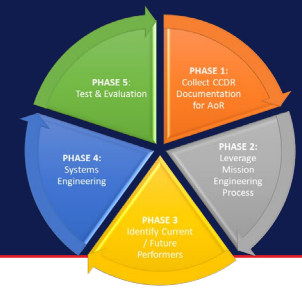 PHASE 1:
Collect CCDR
Documentation
for AoR
PHASE 2:
Leverage
Mission
Engineering
Process
PHASE 3
Identify Current
/ Future
Performers
PHASE 4:
Systems
Engineering
PHASE 5:
Test & Evaluation